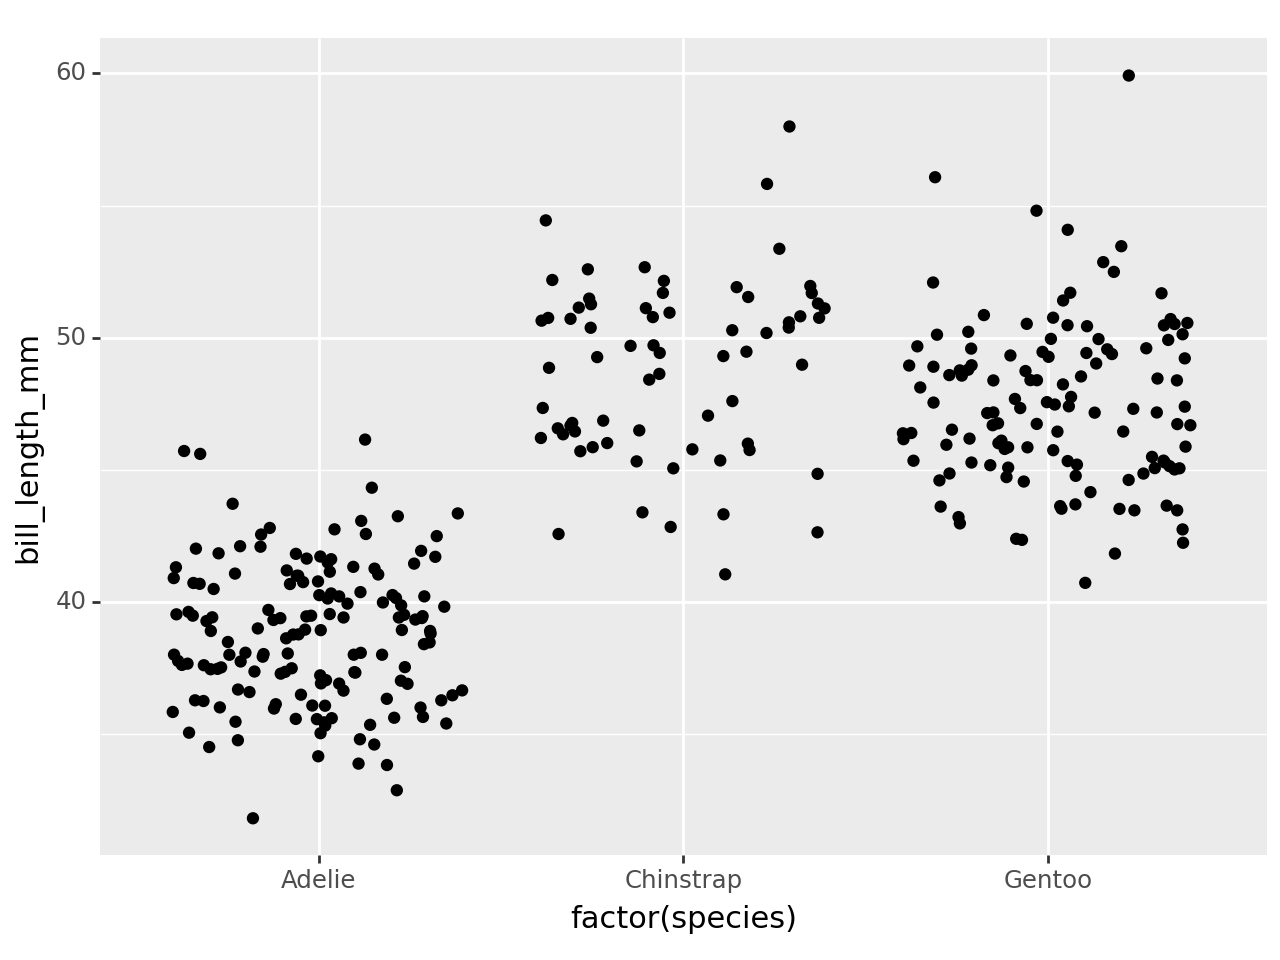 60
50
40
bill_length_mm
Adelie
Chinstrap
Gentoo
factor(species)